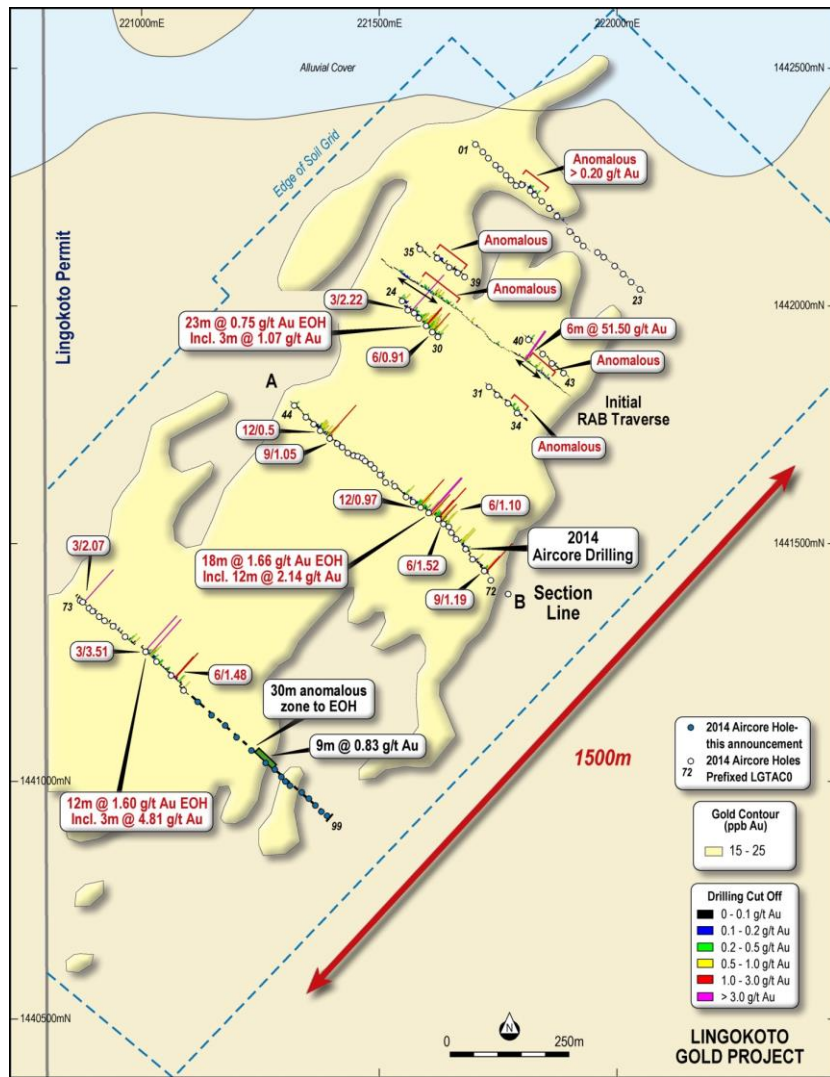 221000mE
221500mE
222000mE
Alluvial Cover
1442500mN
Edge of Soil Grid
01
Anomalous
> 0.20 g/t Au
Lingokoto Permit
35
Anomalous
39
23
24
3/2.22
Anomalous
1442000mN
23m @ 0.75 g/t Au EOH
Incl. 3m @ 1.07 g/t Au
6m @ 51.50 g/t Au
30
40
6/0.91
43
Anomalous
A
31
Initial
RAB Traverse
44
34
12/0.5
Anomalous
9/1.05
12/0.97
6/1.10
3/2.07
18m @ 1.66 g/t Au EOH
Incl. 12m @ 2.14 g/t Au
2014
Aircore Drilling
1441500mN
6/1.52
9/1.19
72
B
Section
Line
73
3/3.51
6/1.48
30m anomalous
zone to EOH
9m @ 0.83 g/t Au
1500m
2014 Aircore Hole-
this announcement
2014 Aircore Holes
72 Prefixed LGTAC0
1441000mN
12m @ 1.60 g/t Au EOH
Incl. 3m @ 4.81 g/t Au
99
Gold Contour
(ppb Au)
15 - 25
Drilling Cut Off
0 - 0.1 g/t Au
0.1 - 0.2 g/t Au
0.2 - 0.5 g/t Au
0.5 - 1.0 g/t Au
1.0 - 3.0 g/t Au
> 3.0 g/t Au
1440500mN
N
0
250m
LINGOKOTO
GOLD PROJECT